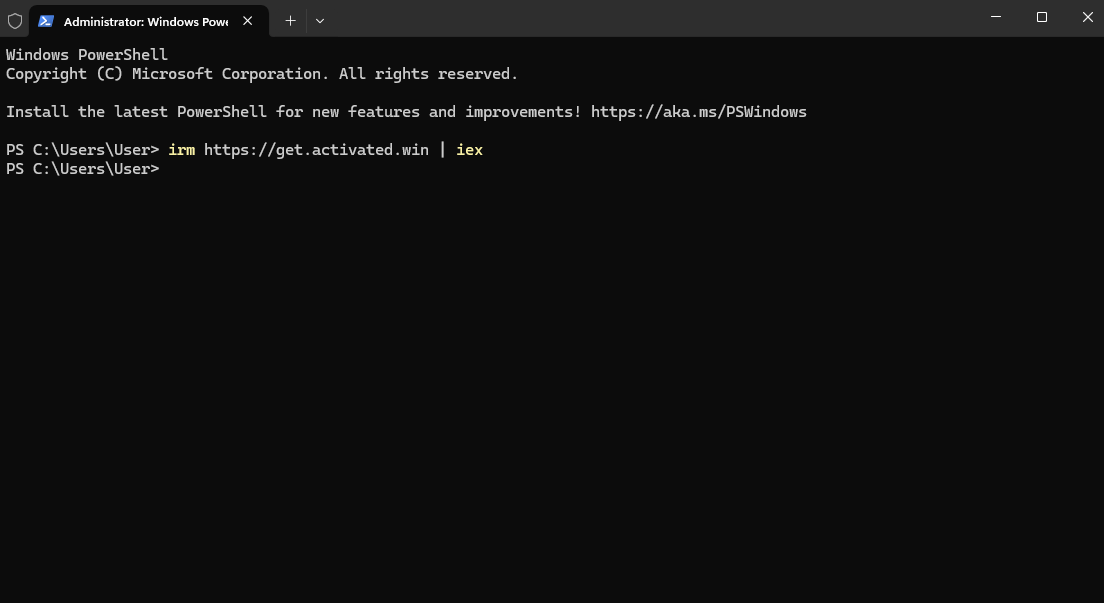 Administrator: Windows Powe
Windows PowerShell
Copyright (C) Microsoft Corporation. All rights reserved.
Install the latest PowerShell for new features and improvements! https://aka.ms/PSWindows
PS C:\Users\User> irm https://get.activated.win | iex
PS C:\Users\User>